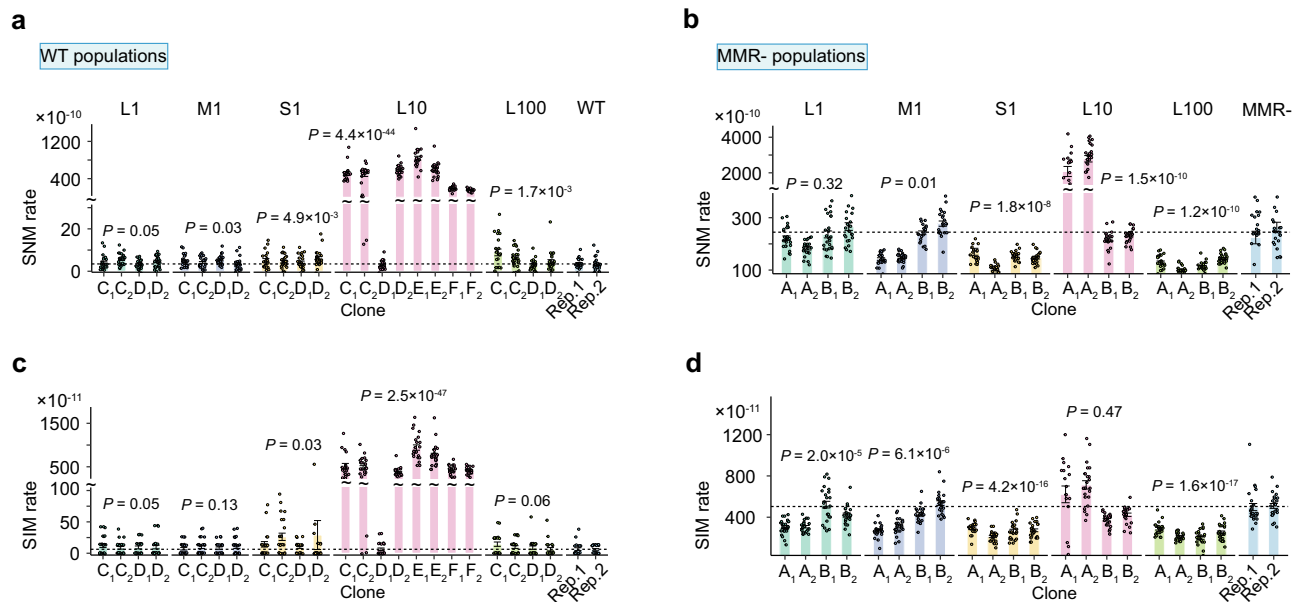 a
WT populations
L1 M1 S1 L10 L100 WT
×10⁻¹⁰
P = 4.4×10⁻⁴⁴
1200
400
P = 1.7×10⁻³
P = 4.9×10⁻³
P = 0.03
P = 0.05
20
10
0
SNM rate
C₁ C₂ D₁ D₂ C₁ C₂ D₁ D₂ C₁ C₂ D₁ D₂ C₁ C₂ D₁ D₂ E₁ E₂ F₁ F₂ C₁ C₂ D₁ D₂ Rep.1 Rep.2
Clone
b
MMR- populations
L1 M1 S1 L10 L100 MMR-
×10⁻¹⁰
4000
2000
P = 0.32
P = 0.01
P = 1.8×10⁻⁸
P = 1.5×10⁻¹⁰
P = 1.2×10⁻¹⁰
300
100
SNM rate
A₁ A₂ B₁ B₂ A₁ A₂ B₁ B₂ A₁ A₂ B₁ B₂ A₁ A₂ B₁ B₂ A₁ A₂ B₁ B₂ Rep.1 Rep.2
Clone
c
×10⁻¹¹
P = 2.5×10⁻⁴⁷
1500
500
P = 0.03
P = 0.05
P = 0.13
P = 0.06
100
50
0
SIM rate
C₁ C₂ D₁ D₂ C₁ C₂ D₁ D₂ C₁ C₂ D₁ D₂ C₁ C₂ D₁ D₂ E₁ E₂ F₁ F₂ C₁ C₂ D₁ D₂ Rep.1 Rep.2
Clone
d
×10⁻¹¹
P = 0.47
1200
P = 2.0×10⁻⁵
P = 6.1×10⁻⁶
P = 4.2×10⁻¹⁶
P = 1.6×10⁻¹⁷
800
400
SIM rate
A₁ A₂ B₁ B₂ A₁ A₂ B₁ B₂ A₁ A₂ B₁ B₂ A₁ A₂ B₁ B₂ A₁ A₂ B₁ B₂ Rep.1 Rep.2
Clone